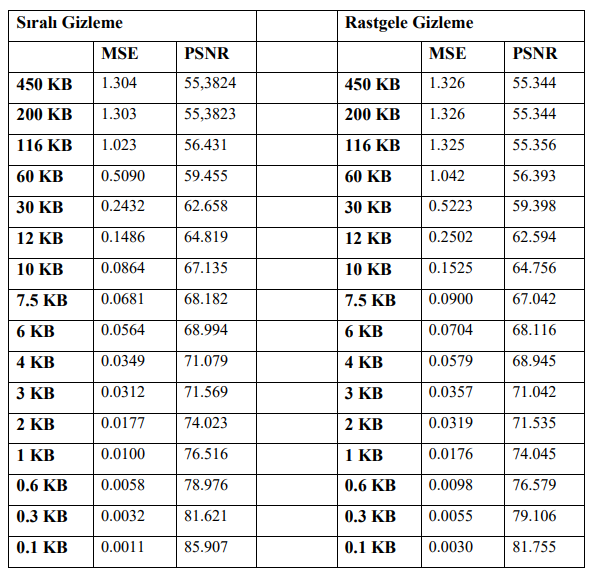 Sıralı Gizleme Rastgele Gizleme
MSE PSNR MSE PSNR
450 KB 1.304 55,3824 450 KB 1.326 55.344
200 KB 1.303 55,3823 200 KB 1.326 55.344
116 KB 1.023 56.431 116 KB 1.325 55.356
60 KB 0.5090 59.455 60 KB 1.042 56.393
30 KB 0.2432 62.658 30 KB 0.5223 59.398
12 KB 0.1486 64.819 12 KB 0.2502 62.594
10 KB 0.0864 67.135 10 KB 0.1525 64.756
7.5 KB 0.0681 68.182 7.5 KB 0.0900 67.042
6 KB 0.0564 68.994 6 KB 0.0704 68.116
4 KB 0.0349 71.079 4 KB 0.0579 68.945
3 KB 0.0312 71.569 3 KB 0.0357 71.042
2 KB 0.0177 74.023 2 KB 0.0319 71.535
1 KB 0.0100 76.516 1 KB 0.0176 74.045
0.6 KB 0.0058 78.976 0.6 KB 0.0098 76.579
0.3 KB 0.0032 81.621 0.3 KB 0.0055 79.106
0.1 KB 0.0011 85.907 0.1 KB 0.0030 81.755